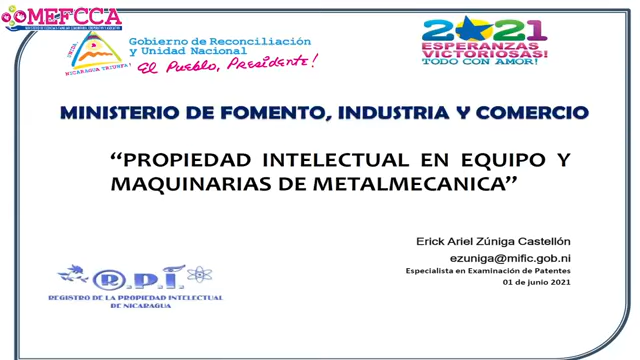 MEFCCA
Gobierno de Reconciliación
y Unidad Nacional
El Pueblo, Presidente!
UNIDA
NICARAGUA TRIUNFA!
2021
ESPERANZAS
VICTORIOSAS!
TODO CON AMOR!
MINISTERIO DE FOMENTO, INDUSTRIA Y COMERCIO
“PROPIEDAD INTELECTUAL EN EQUIPO Y
MAQUINARIAS DE METALMECANICA”
Erick Ariel Zúniga Castellón
ezuniga@mific.gob.ni
Especialista en Examinación de Patentes
01 de junio 2021
R.P.I.
REGISTRO DE LA PROPIEDAD INTELECTUAL
DE NICARAGUA